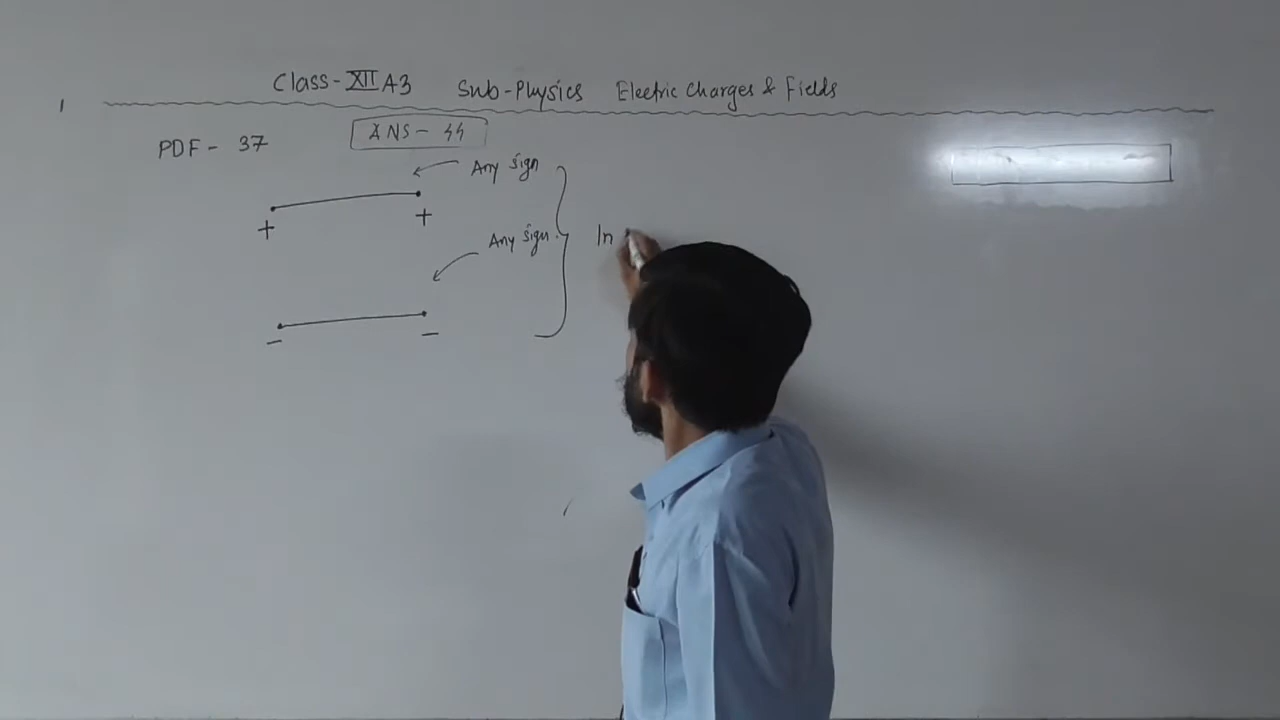 Class-XII A3 Sub-Physics Electric Charges & Fields
PDF - 37 ANS - 44
Any sign
+ +
Any sign
In
- -